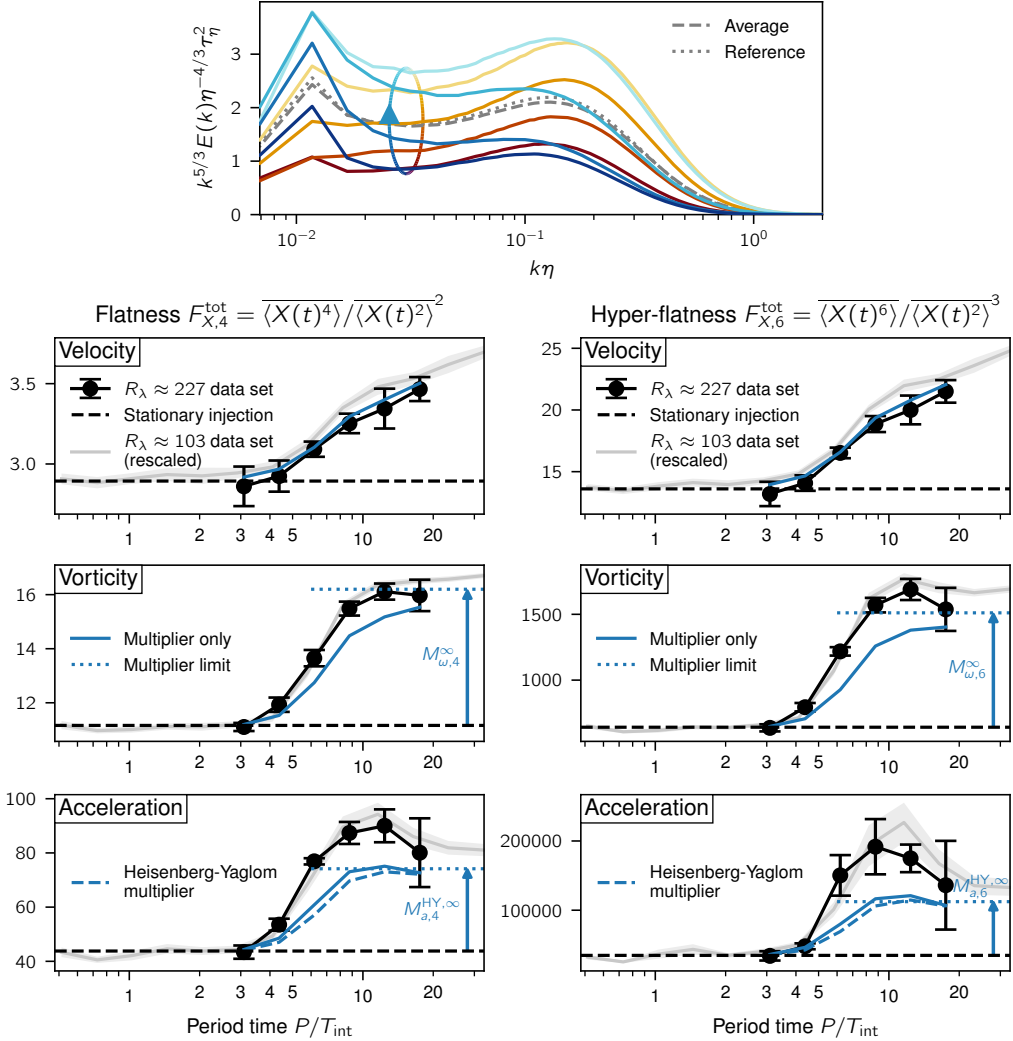 k^{5/3}E(k)η^{-4/3}τ_η^2
3
2
1
0
Average
Reference
10^{-2}
10^{-1}
10^0
kη
Flatness F_{X,4}^{tot} = \overline{⟨X(t)^4⟩}/\overline{⟨X(t)^2⟩}^2
Hyper-flatness F_{X,6}^{tot} = \overline{⟨X(t)^6⟩}/\overline{⟨X(t)^2⟩}^3
Velocity
3.5
3.0
R_λ ≈ 227 data set
Stationary injection
R_λ ≈ 103 data set
(rescaled)
1 2 3 4 5 10 20
Velocity
25
20
15
R_λ ≈ 227 data set
Stationary injection
R_λ ≈ 103 data set
(rescaled)
1 2 3 4 5 10 20
Vorticity
16
14
12
Multiplier only
Multiplier limit
M_{ω,4}^∞
1 2 3 4 5 10 20
Vorticity
1500
1000
Multiplier only
Multiplier limit
M_{ω,6}^∞
1 2 3 4 5 10 20
Acceleration
100
80
60
40
Heisenberg-Yaglom
multiplier
M_{a,4}^{HY,∞}
1 2 3 4 5 10 20
Period time P/T_{int}
Acceleration
200000
100000
Heisenberg-Yaglom
multiplier
M_{a,6}^{HY,∞}
1 2 3 4 5 10 20
Period time P/T_{int}